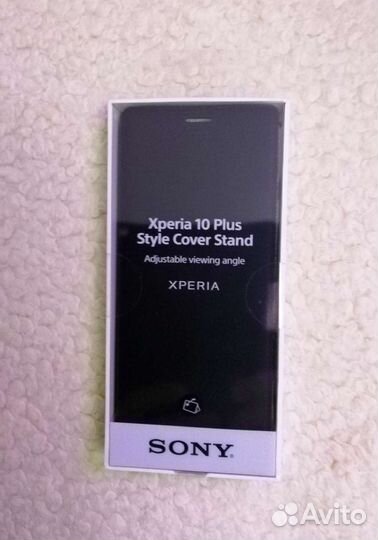 Xperia 10 Plus
Style Cover Stand
Adjustable viewing angle
XPERIA
SONY
Avito